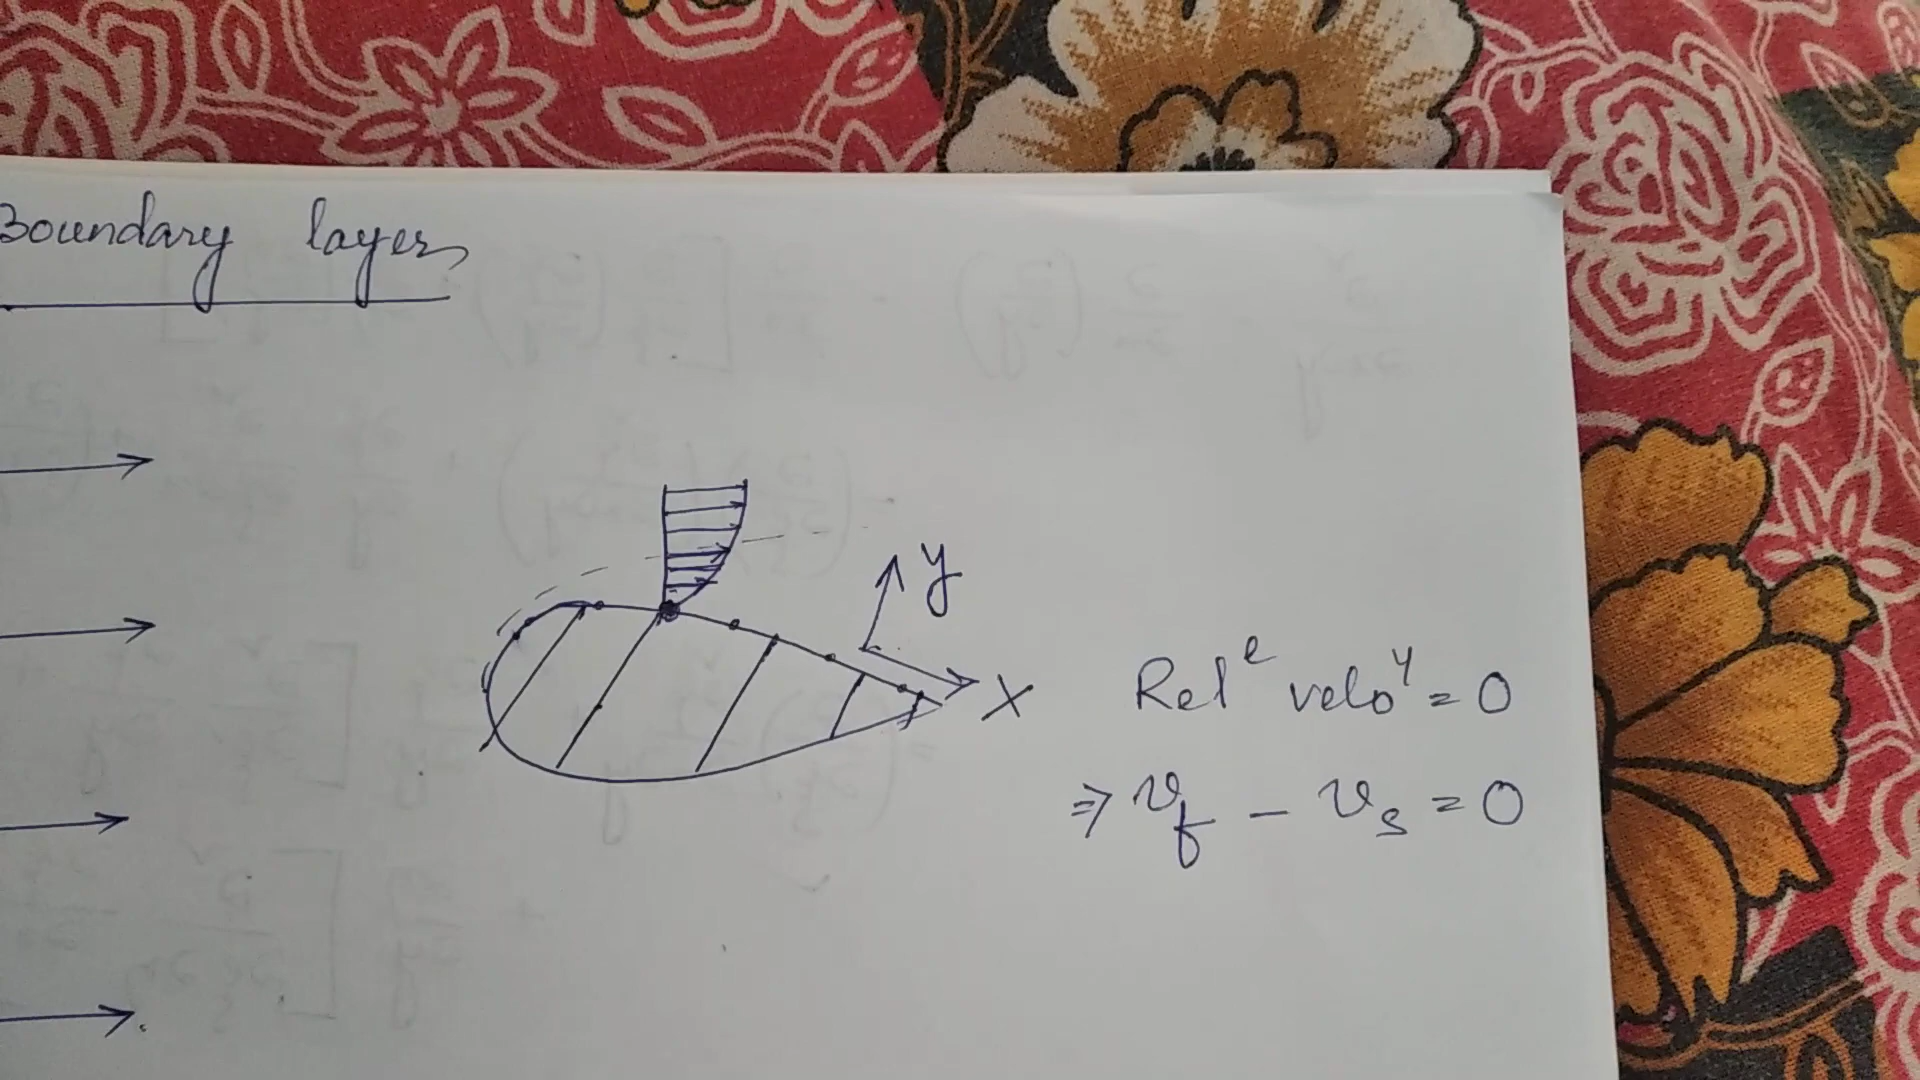 Boundary layer
y
x
Rel^e velo^y = 0
⇒ v_f - v_s = 0